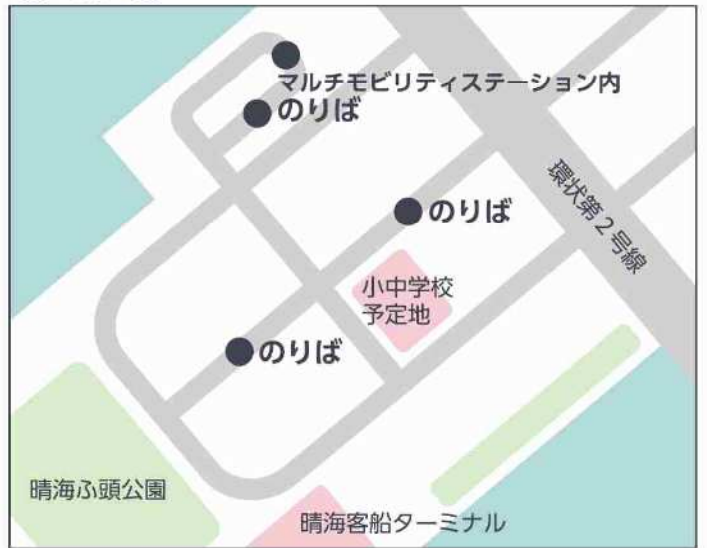 マルチモビリティステーション内
のりば
のりば
環状第2号線
小中学校
予定地
のりば
晴海ふ頭公園
晴海客船ターミナル